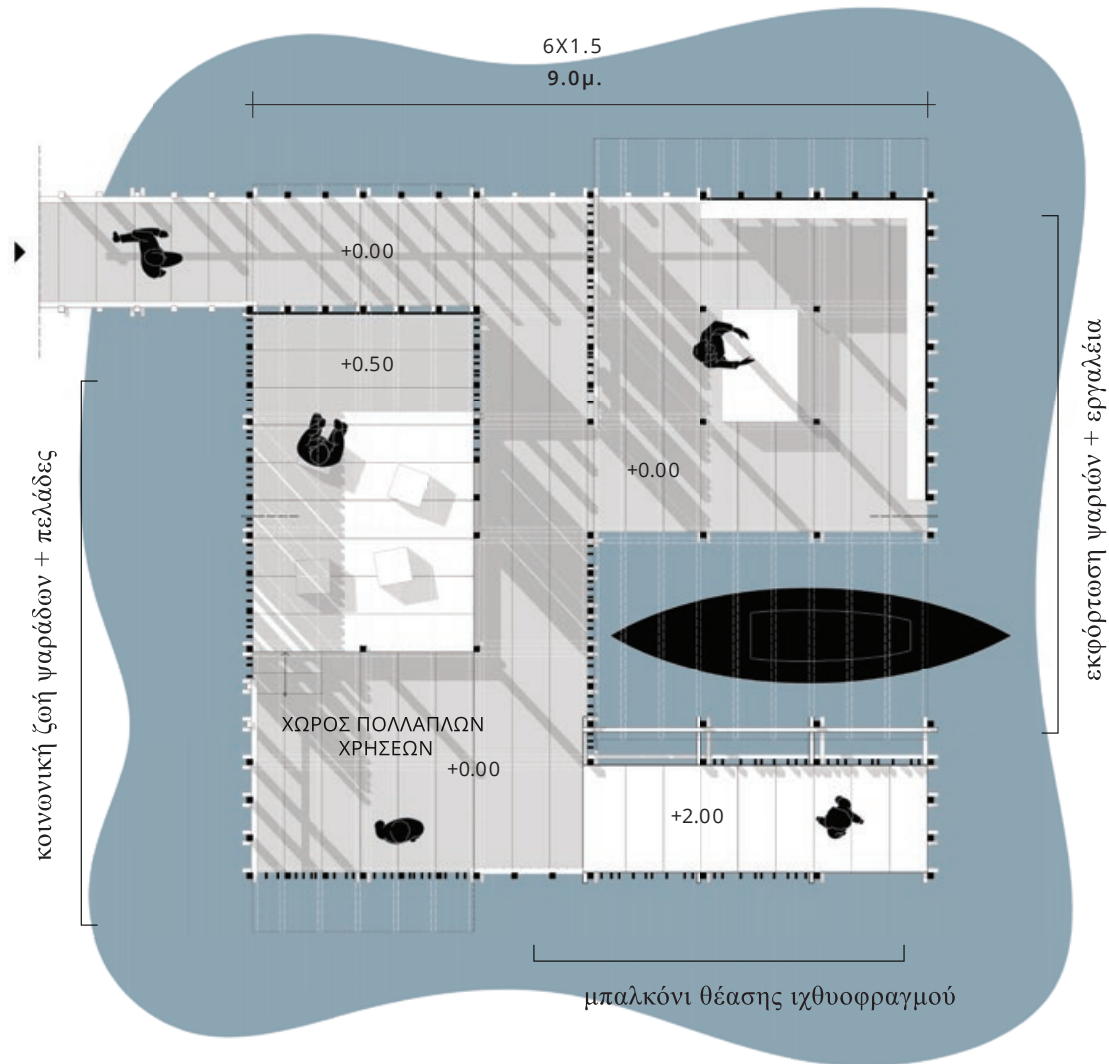 6X1.5
9.0μ.
+0.00
+0.50
+0.00
κοινωνική ζωή ψαράδων + πελάδες
εκφόρτωση ψαριών + εργαλέια
ΧΩΡΟΣ ΠΟΛΛΑΠΛΩΝ
ΧΡΗΣΕΩΝ
+0.00
+2.00
μπαλκόνι θέασης ιχθυοφραγμού